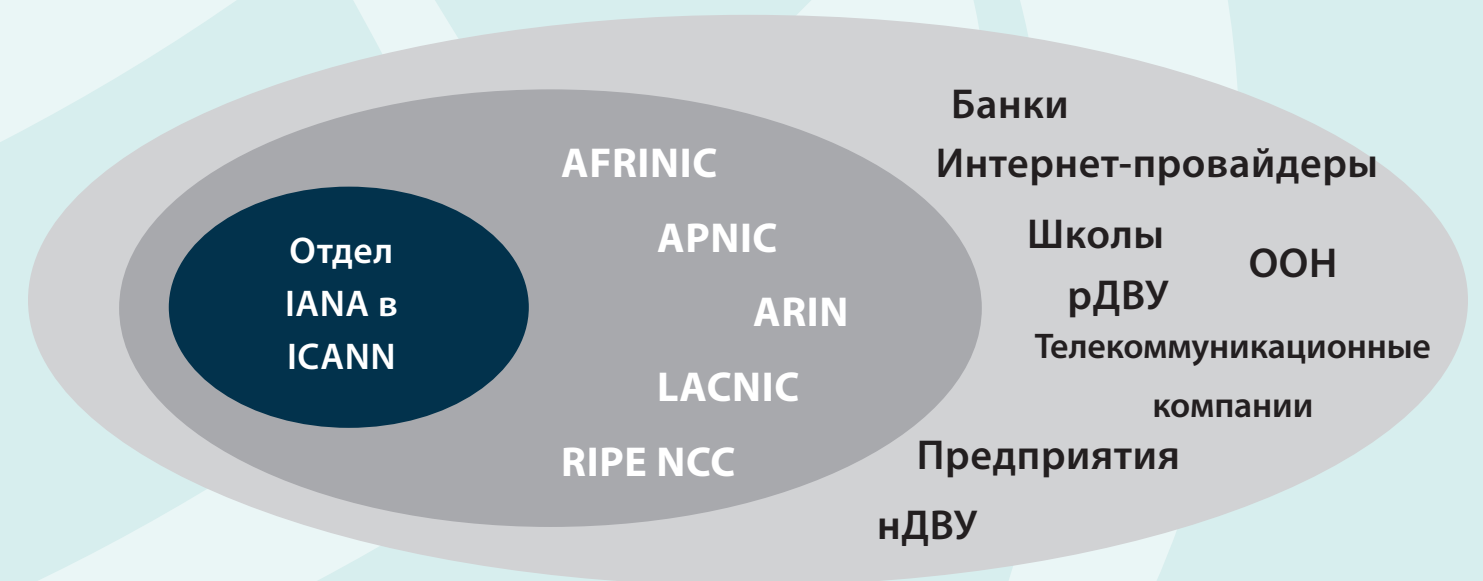 Отдел
IANA в
ICANN
AFRINIC
APNIC
ARIN
LACNIC
RIPE NCC
Банки
Интернет-провайдеры
Школы
ООН
рДВУ
Телекоммуникационные
компании
Предприятия
нДВУ